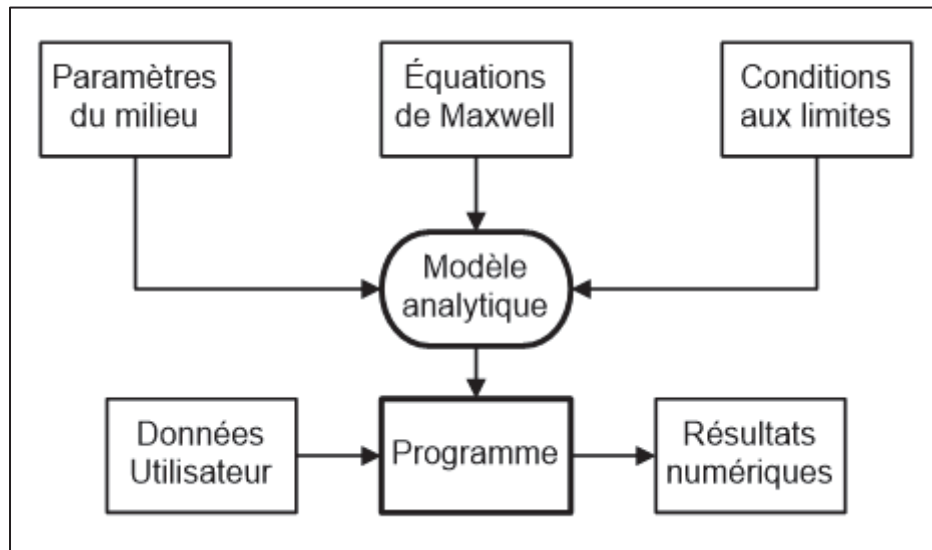 Paramètres
du milieu
Équations
de Maxwell
Conditions
aux limites
Modèle
analytique
Données
Utilisateur
Programme
Résultats
numériques